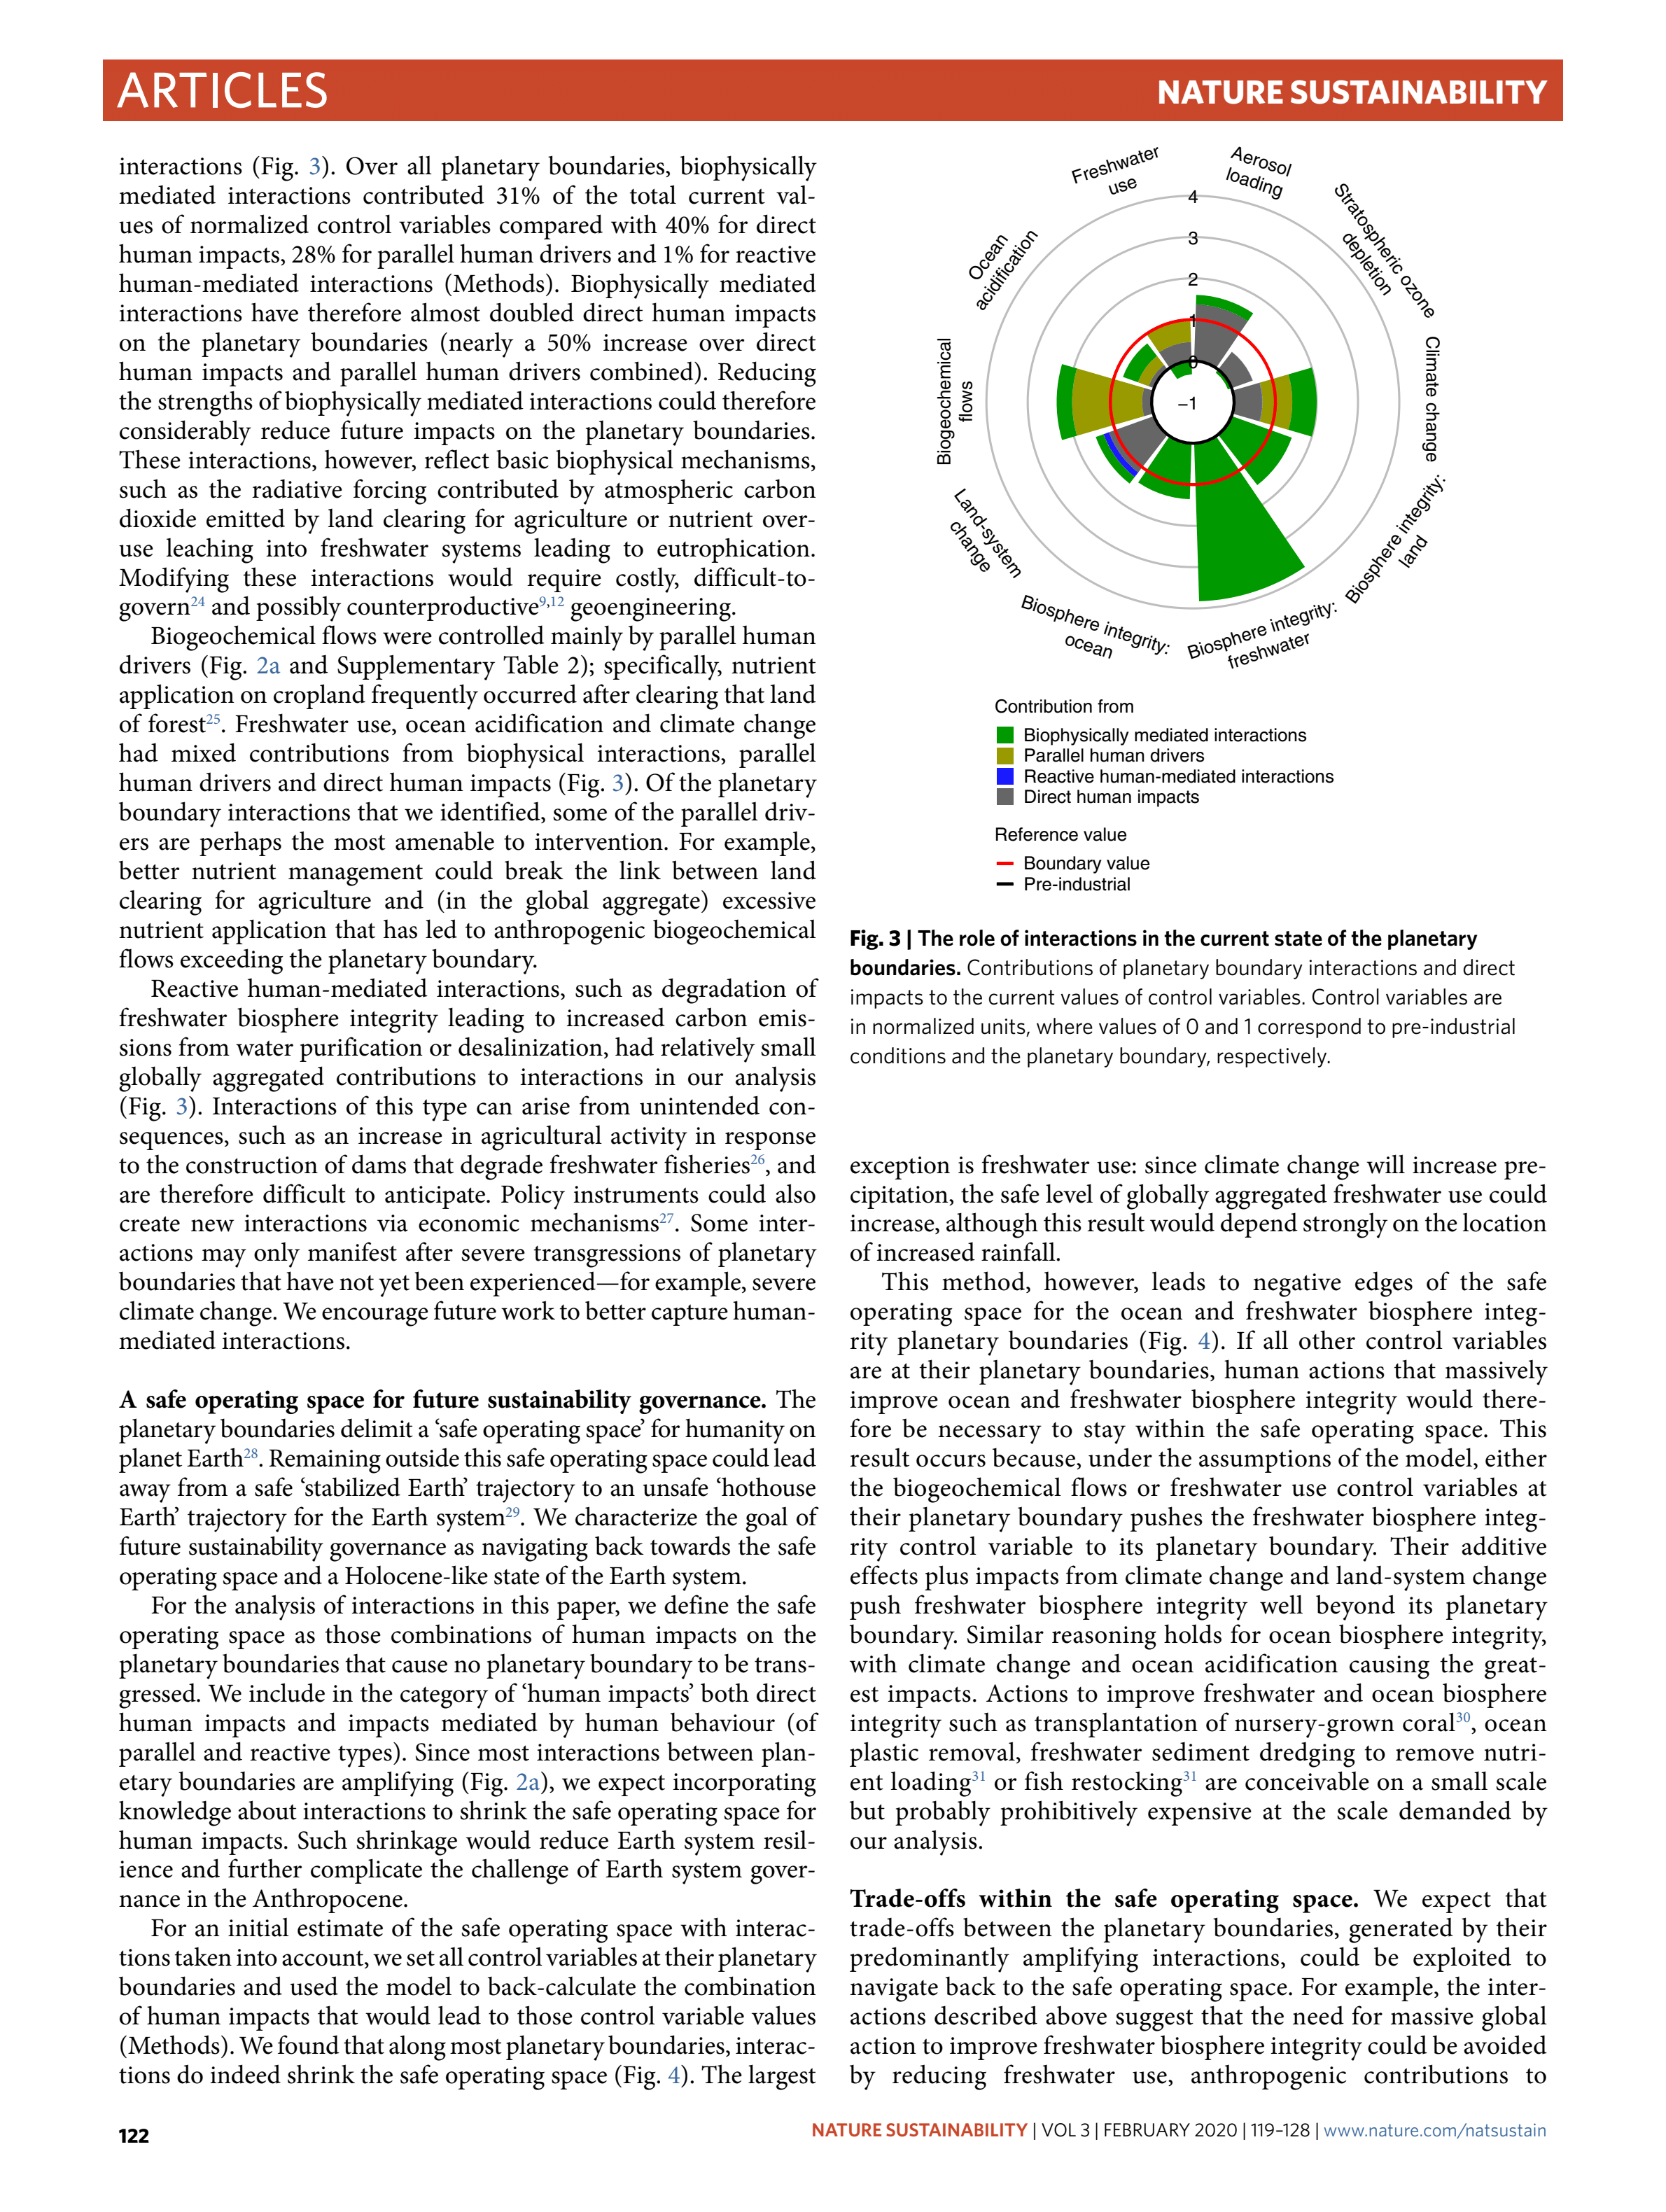 ARTICLES
NATURE SUSTAINABILITY
interactions (Fig. 3). Over all planetary boundaries, biophysically
mediated interactions contributed 31% of the total current val-
ues of normalized control variables compared with 40% for direct
human impacts, 28% for parallel human drivers and 1% for reactive
human-mediated interactions (Methods). Biophysically mediated
interactions have therefore almost doubled direct human impacts
on the planetary boundaries (nearly a 50% increase over direct
human impacts and parallel human drivers combined). Reducing
the strengths of biophysically mediated interactions could therefore
considerably reduce future impacts on the planetary boundaries.
These interactions, however, reflect basic biophysical mechanisms,
such as the radiative forcing contributed by atmospheric carbon
dioxide emitted by land clearing for agriculture or nutrient over-
use leaching into freshwater systems leading to eutrophication.
Modifying these interactions would require costly, difficult-to-
govern24 and possibly counterproductive9,12 geoengineering.
Biogeochemical flows were controlled mainly by parallel human
drivers (Fig. 2a and Supplementary Table 2); specifically, nutrient
application on cropland frequently occurred after clearing that land
of forest25. Freshwater use, ocean acidification and climate change
had mixed contributions from biophysical interactions, parallel
human drivers and direct human impacts (Fig. 3). Of the planetary
boundary interactions that we identified, some of the parallel driv-
ers are perhaps the most amenable to intervention. For example,
better nutrient management could break the link between land
clearing for agriculture and (in the global aggregate) excessive
nutrient application that has led to anthropogenic biogeochemical
flows exceeding the planetary boundary.
Reactive human-mediated interactions, such as degradation of
freshwater biosphere integrity leading to increased carbon emis-
sions from water purification or desalinization, had relatively small
globally aggregated contributions to interactions in our analysis
(Fig. 3). Interactions of this type can arise from unintended con-
sequences, such as an increase in agricultural activity in response
to the construction of dams that degrade freshwater fisheries26, and
are therefore difficult to anticipate. Policy instruments could also
create new interactions via economic mechanisms27. Some inter-
actions may only manifest after severe transgressions of planetary
boundaries that have not yet been experienced—for example, severe
climate change. We encourage future work to better capture human-
mediated interactions.
A safe operating space for future sustainability governance. The
planetary boundaries delimit a ‘safe operating space’ for humanity on
planet Earth28. Remaining outside this safe operating space could lead
away from a safe ‘stabilized Earth’ trajectory to an unsafe ‘hothouse
Earth’ trajectory for the Earth system29. We characterize the goal of
future sustainability governance as navigating back towards the safe
operating space and a Holocene-like state of the Earth system.
For the analysis of interactions in this paper, we define the safe
operating space as those combinations of human impacts on the
planetary boundaries that cause no planetary boundary to be trans-
gressed. We include in the category of ‘human impacts’ both direct
human impacts and impacts mediated by human behaviour (of
parallel and reactive types). Since most interactions between plan-
etary boundaries are amplifying (Fig. 2a), we expect incorporating
knowledge about interactions to shrink the safe operating space for
human impacts. Such shrinkage would reduce Earth system resil-
ience and further complicate the challenge of Earth system gover-
nance in the Anthropocene.
For an initial estimate of the safe operating space with interac-
tions taken into account, we set all control variables at their planetary
boundaries and used the model to back-calculate the combination
of human impacts that would lead to those control variable values
(Methods). We found that along most planetary boundaries, interac-
tions do indeed shrink the safe operating space (Fig. 4). The largest
Freshwater
use
Aerosol
loading
Stratospheric ozone
depletion
Climate change
Biosphere integrity:
land
Biosphere integrity:
freshwater
Biosphere integrity:
ocean
Land-system
change
Biogeochemical
flows
Ocean
acidification
4
3
2
1
0
−1
Contribution from
Biophysically mediated interactions
Parallel human drivers
Reactive human-mediated interactions
Direct human impacts
Reference value
Boundary value
Pre-industrial
Fig. 3 | The role of interactions in the current state of the planetary
boundaries. Contributions of planetary boundary interactions and direct
impacts to the current values of control variables. Control variables are
in normalized units, where values of 0 and 1 correspond to pre-industrial
conditions and the planetary boundary, respectively.
exception is freshwater use: since climate change will increase pre-
cipitation, the safe level of globally aggregated freshwater use could
increase, although this result would depend strongly on the location
of increased rainfall.
This method, however, leads to negative edges of the safe
operating space for the ocean and freshwater biosphere integ-
rity planetary boundaries (Fig. 4). If all other control variables
are at their planetary boundaries, human actions that massively
improve ocean and freshwater biosphere integrity would there-
fore be necessary to stay within the safe operating space. This
result occurs because, under the assumptions of the model, either
the biogeochemical flows or freshwater use control variables at
their planetary boundary pushes the freshwater biosphere integ-
rity control variable to its planetary boundary. Their additive
effects plus impacts from climate change and land-system change
push freshwater biosphere integrity well beyond its planetary
boundary. Similar reasoning holds for ocean biosphere integrity,
with climate change and ocean acidification causing the great-
est impacts. Actions to improve freshwater and ocean biosphere
integrity such as transplantation of nursery-grown coral30, ocean
plastic removal, freshwater sediment dredging to remove nutri-
ent loading31 or fish restocking31 are conceivable on a small scale
but probably prohibitively expensive at the scale demanded by
our analysis.
Trade-offs within the safe operating space. We expect that
trade-offs between the planetary boundaries, generated by their
predominantly amplifying interactions, could be exploited to
navigate back to the safe operating space. For example, the inter-
actions described above suggest that the need for massive global
action to improve freshwater biosphere integrity could be avoided
by reducing freshwater use, anthropogenic contributions to
122
NATURE SUSTAINABILITY | VOL 3 | FEBRUARY 2020 | 119–128 | www.nature.com/natsustain